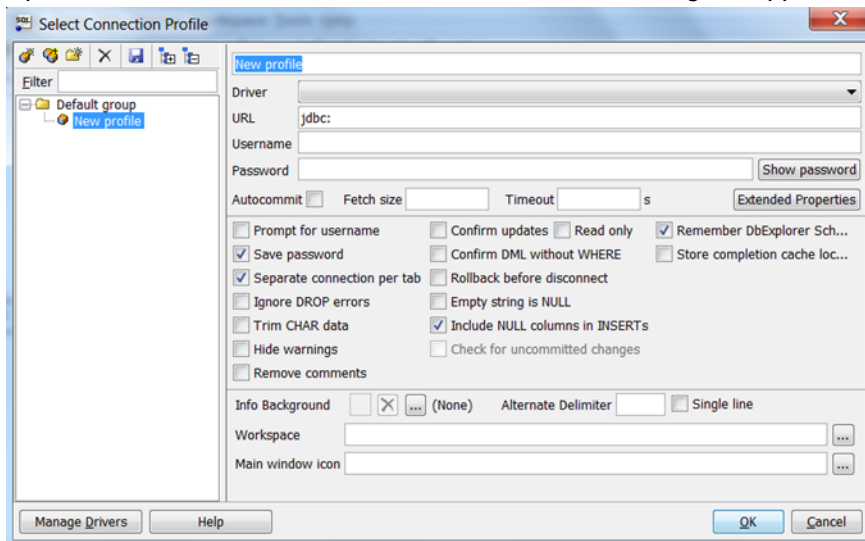 SQL Select Connection Profile
Filter
Default group
New profile
New profile
Driver
URL jdbc:
Username
Password Show password
Autocommit Fetch size Timeout s Extended Properties
Prompt for username Confirm updates Read only Remember DbExplorer Sch...
Save password Confirm DML without WHERE Store completion cache loc...
Separate connection per tab Rollback before disconnect
Ignore DROP errors Empty string is NULL
Trim CHAR data Include NULL columns in INSERTs
Hide warnings Check for uncommitted changes
Remove comments
Info Background ... (None) Alternate Delimiter Single line
Workspace ...
Main window icon ...
Manage Drivers Help OK Cancel